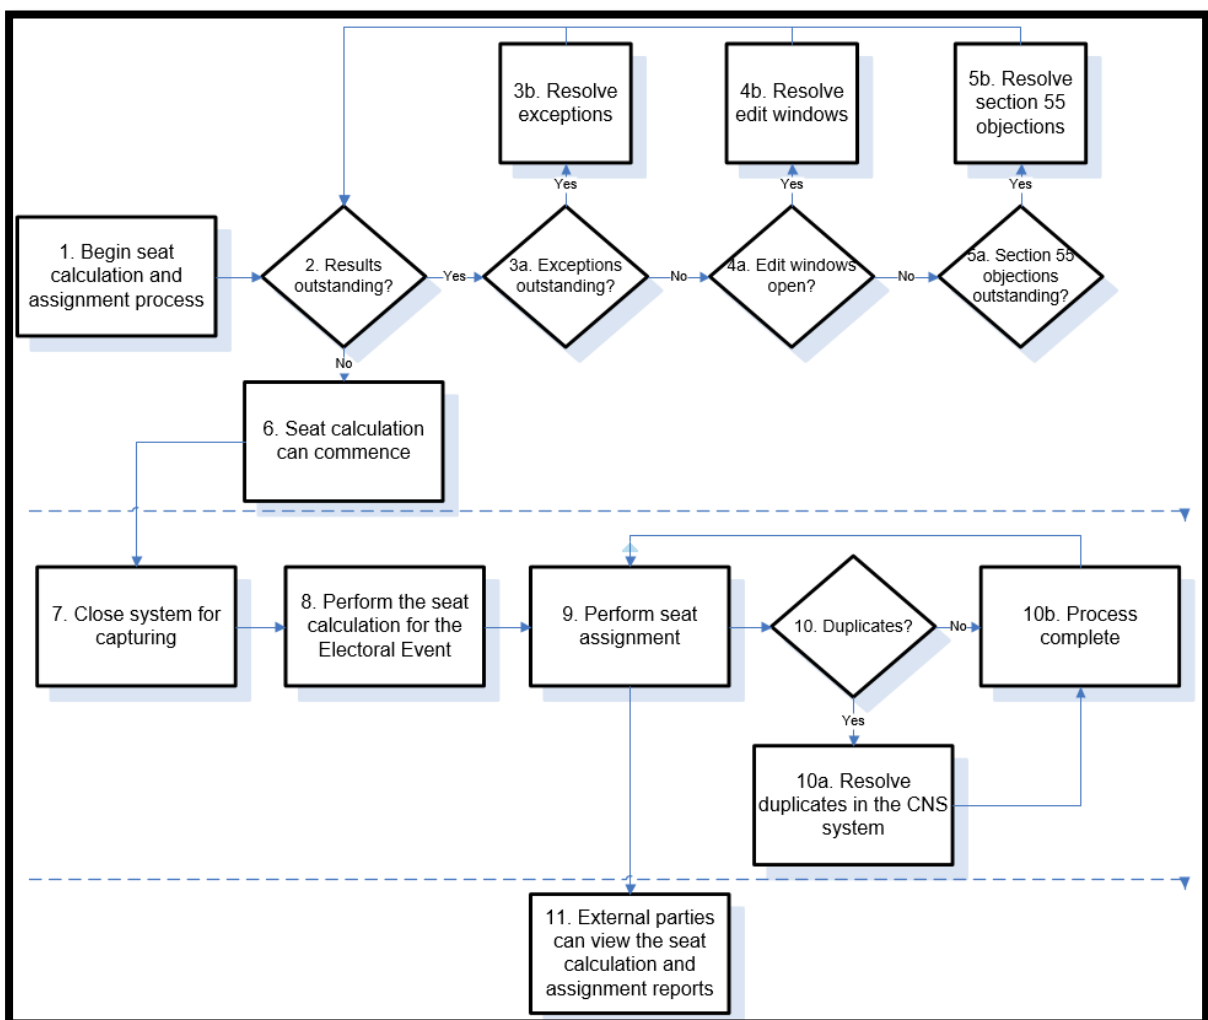 3b. Resolve
exceptions
4b. Resolve
edit windows
5b. Resolve
section 55
objections
Yes
Yes
Yes
1. Begin seat
calculation and
assignment process
2. Results
outstanding?
Yes
3a. Exceptions
outstanding?
No
4a. Edit windows
open?
No
5a. Section 55
objections
outstanding?
No
6. Seat calculation
can commence
7. Close system for
capturing
8. Perform the seat
calculation for the
Electoral Event
9. Perform seat
assignment
10. Duplicates?
No
10b. Process
complete
Yes
10a. Resolve
duplicates in the CNS
system
11. External parties
can view the seat
calculation and
assignment reports